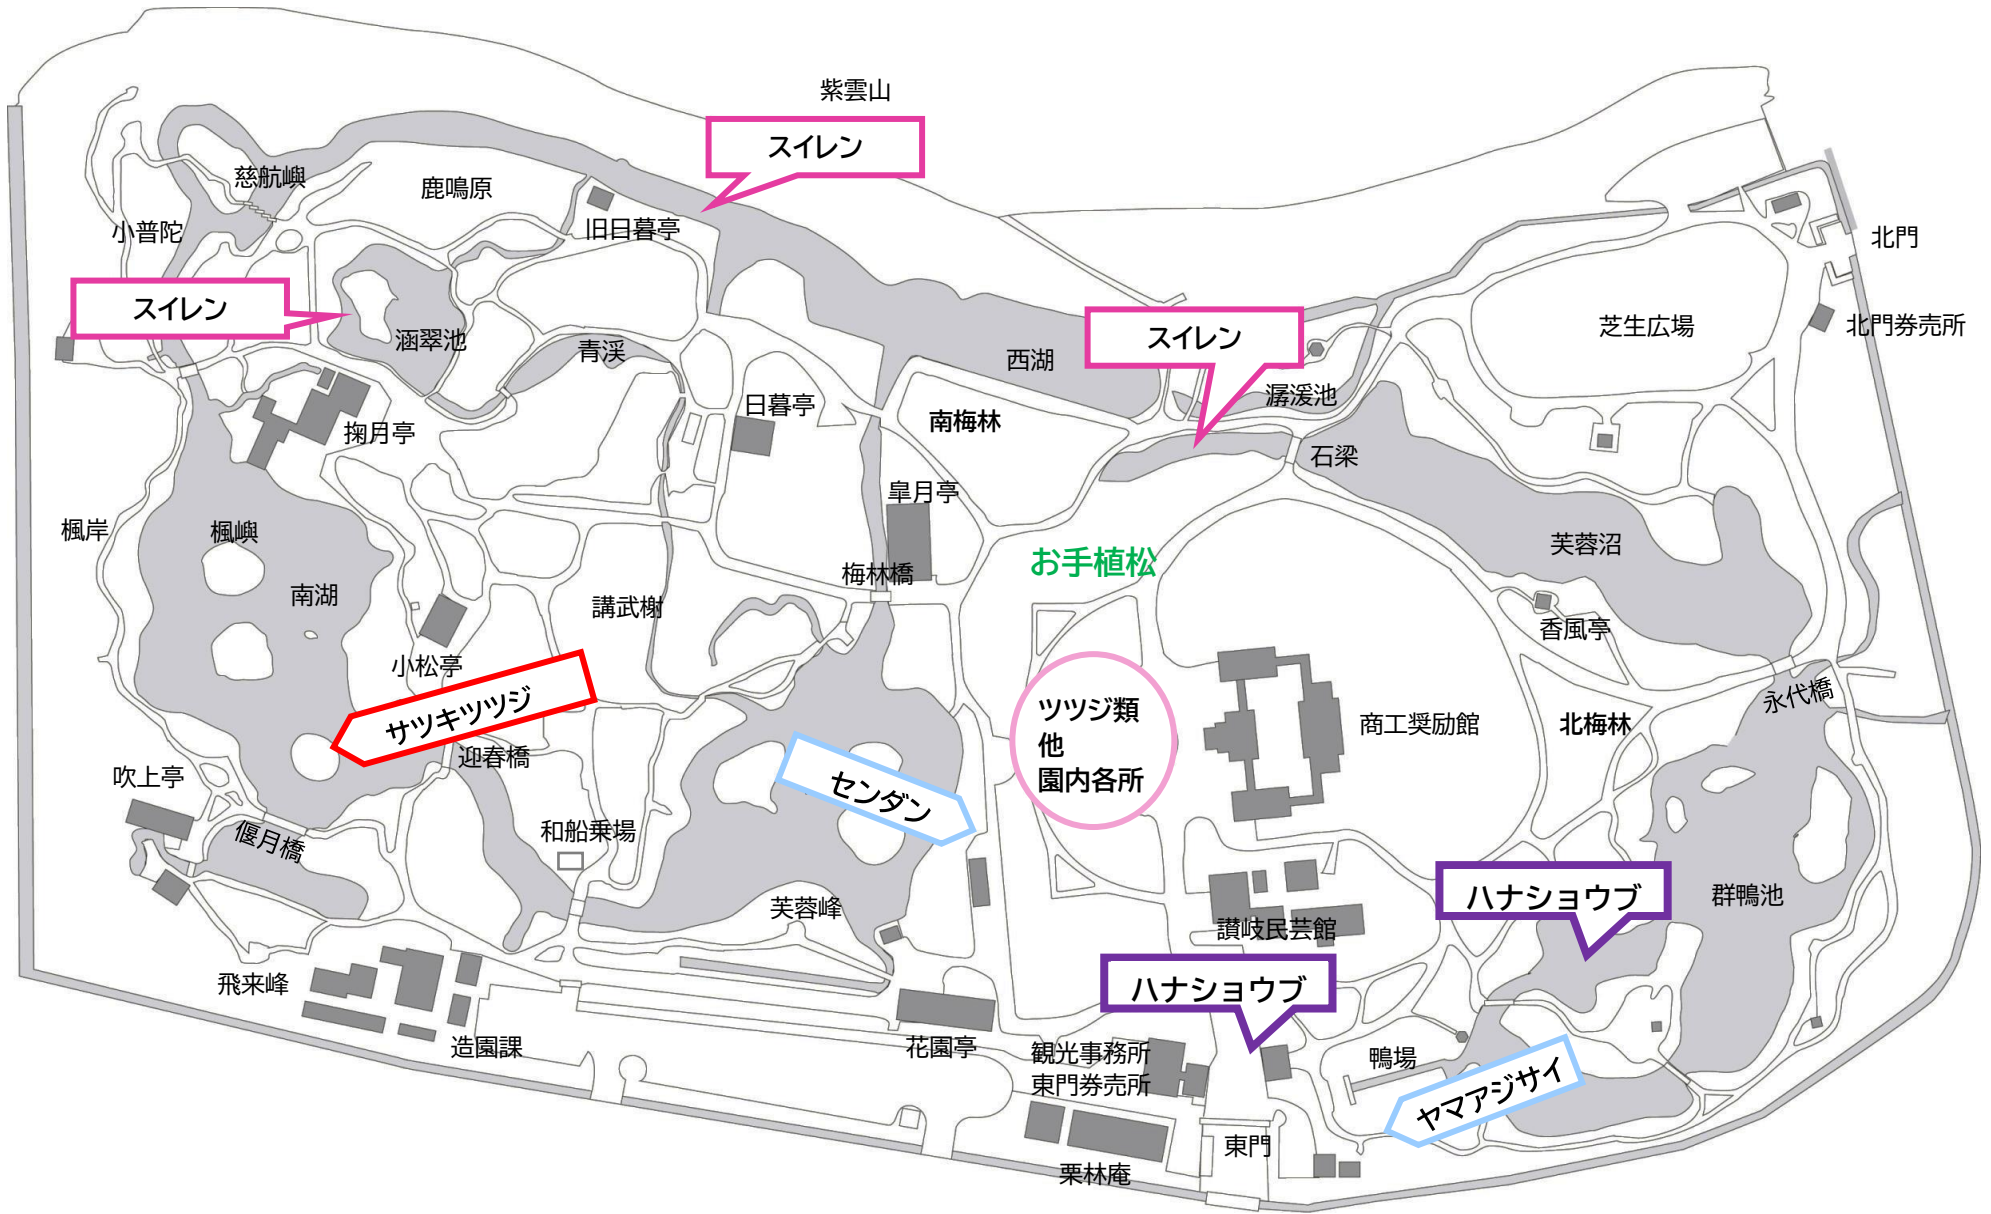 紫雲山
スイレン
慈航嶼
鹿鳴原
小普陀
旧日暮亭
北門
スイレン
涵翠池
青渓
西湖
スイレン
潺湲池
芝生広場
北門券売所
日暮亭
南梅林
掬月亭
石梁
皐月亭
楓岸
楓嶼
お手植松
芙蓉沼
梅林橋
南湖
講武榭
香風亭
小松亭
サツキツツジ
ツツジ類
他
園内各所
商工奨励館
北梅林
永代橋
迎春橋
吹上亭
センダン
偃月橋
和船乗場
ハナショウブ
群鴨池
芙蓉峰
讃岐民芸館
飛来峰
ハナショウブ
造園課
花園亭
観光事務所
東門券売所
鴨場
ヤマアジサイ
東門
栗林庵